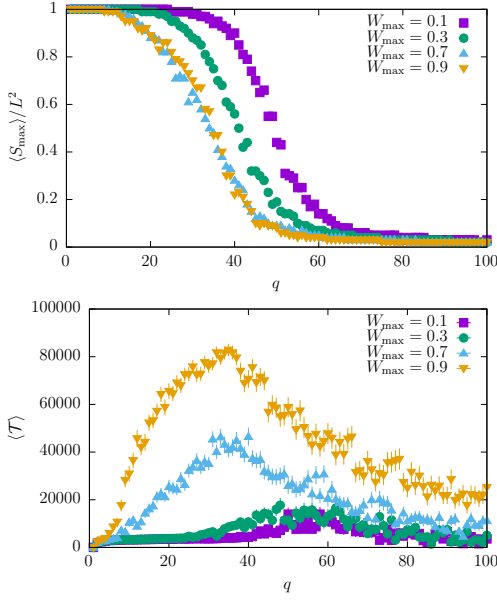 ⟨S_max⟩/L²
1
0.8
0.6
0.4
0.2
0
0 20 40 60 80 100
q
W_max = 0.1
W_max = 0.3
W_max = 0.7
W_max = 0.9
⟨𝒯⟩
100000
80000
60000
40000
20000
0
0 20 40 60 80 100
q
W_max = 0.1
W_max = 0.3
W_max = 0.7
W_max = 0.9